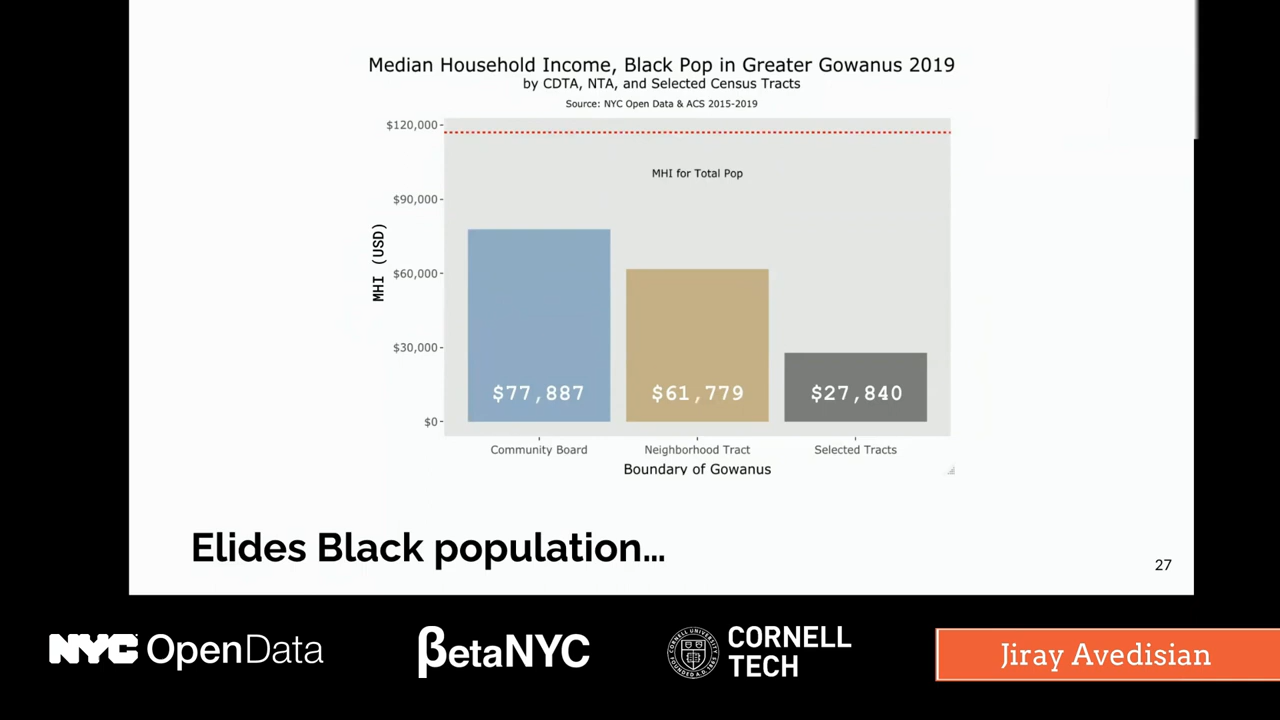 Median Household Income, Black Pop in Greater Gowanus 2019
by CDTA, NTA, and Selected Census Tracts
Source: NYC Open Data & ACS 2015-2019
$120,000
MHI for Total Pop
$90,000
MHI (USD)
$60,000
$30,000
$77,887
$61,779
$27,840
$0
Community Board
Neighborhood Tract
Selected Tracts
Boundary of Gowanus
Elides Black population…
27
NYC OpenData
βetaNYC
CORNELL
TECH
Jiray Avedisian